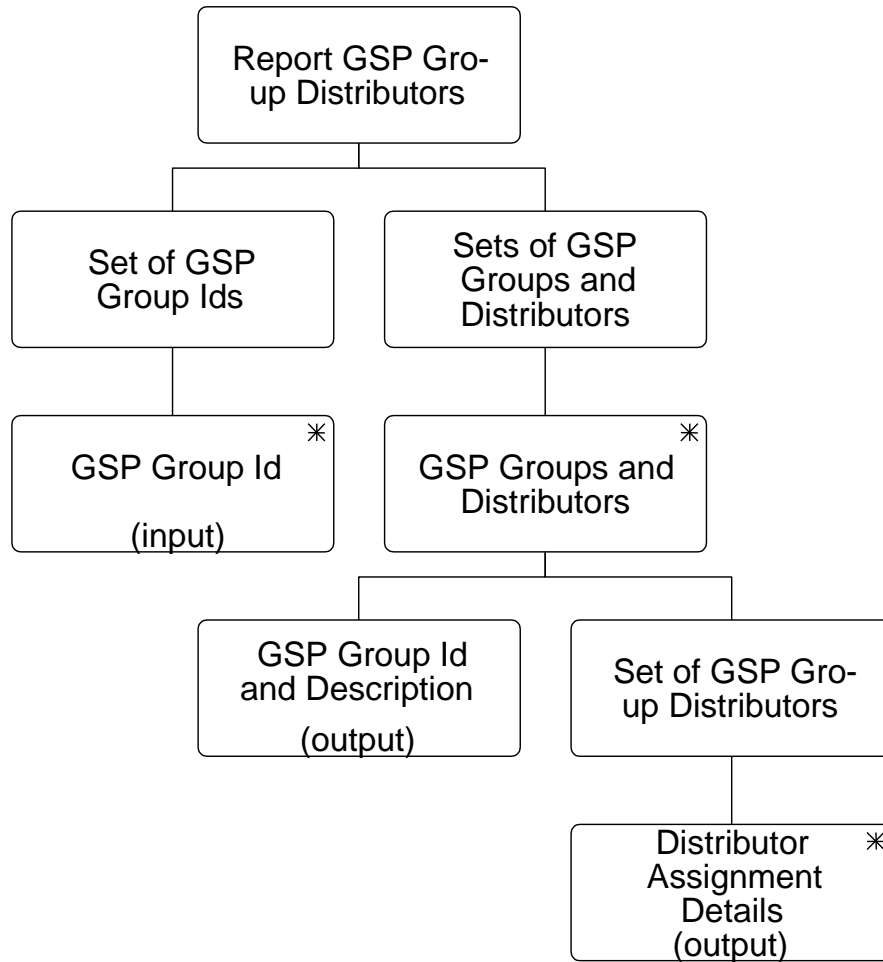 Report GSP Gro-
up Distributors
Set of GSP
Group Ids
Sets of GSP
Groups and
Distributors
GSP Group Id
(input)
GSP Groups and
Distributors
GSP Group Id
and Description
(output)
Set of GSP Gro-
up Distributors
Distributor
Assignment
Details
(output)